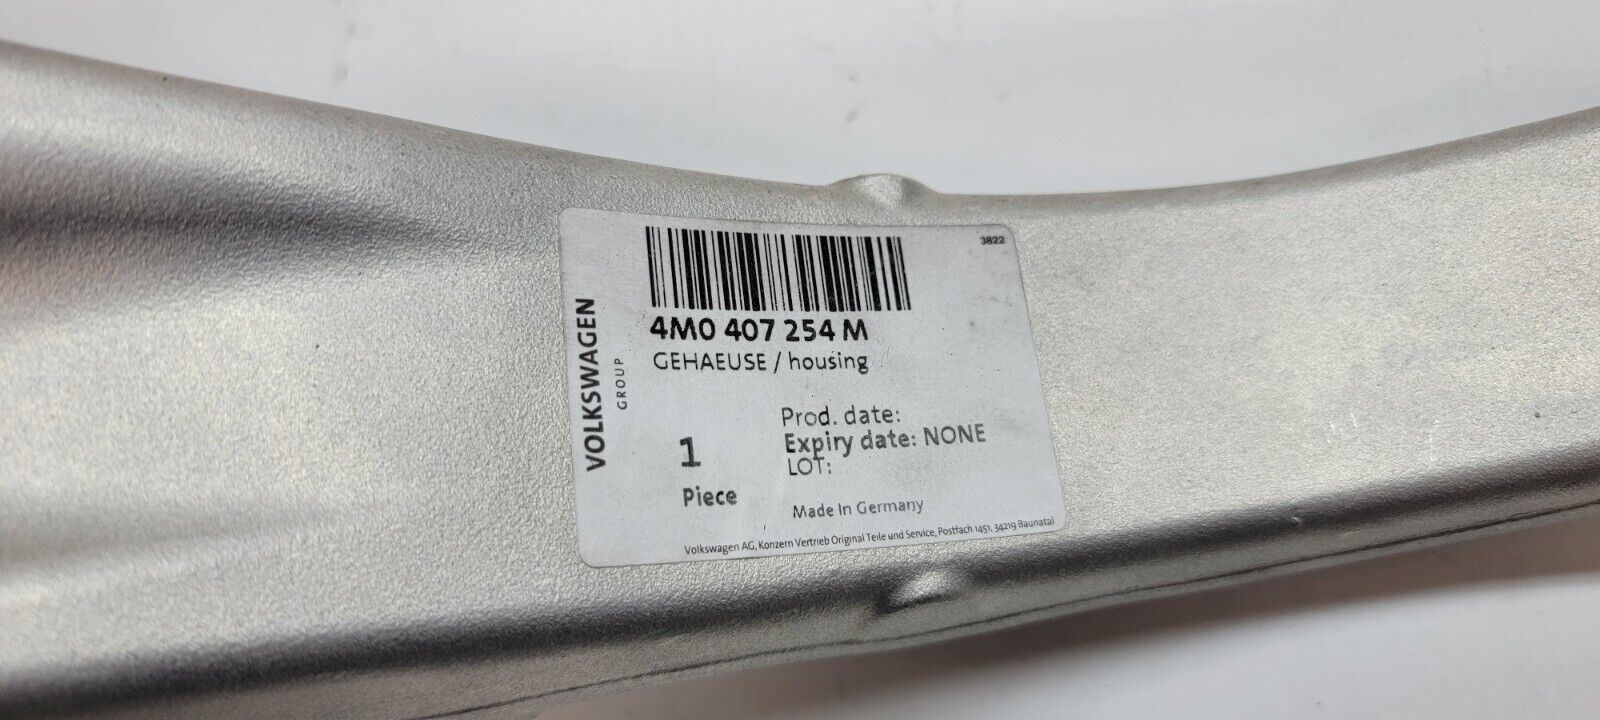 3822
4M0 407 254 M
GEHAEUSE / housing
VOLKSWAGEN
GROUP
1
Piece
Prod. date:
Expiry date: NONE
LOT:
Made In Germany
Volkswagen AG, Konzern Vertrieb Original Teile und Service, Postfach 1451, 34219 Baunatal